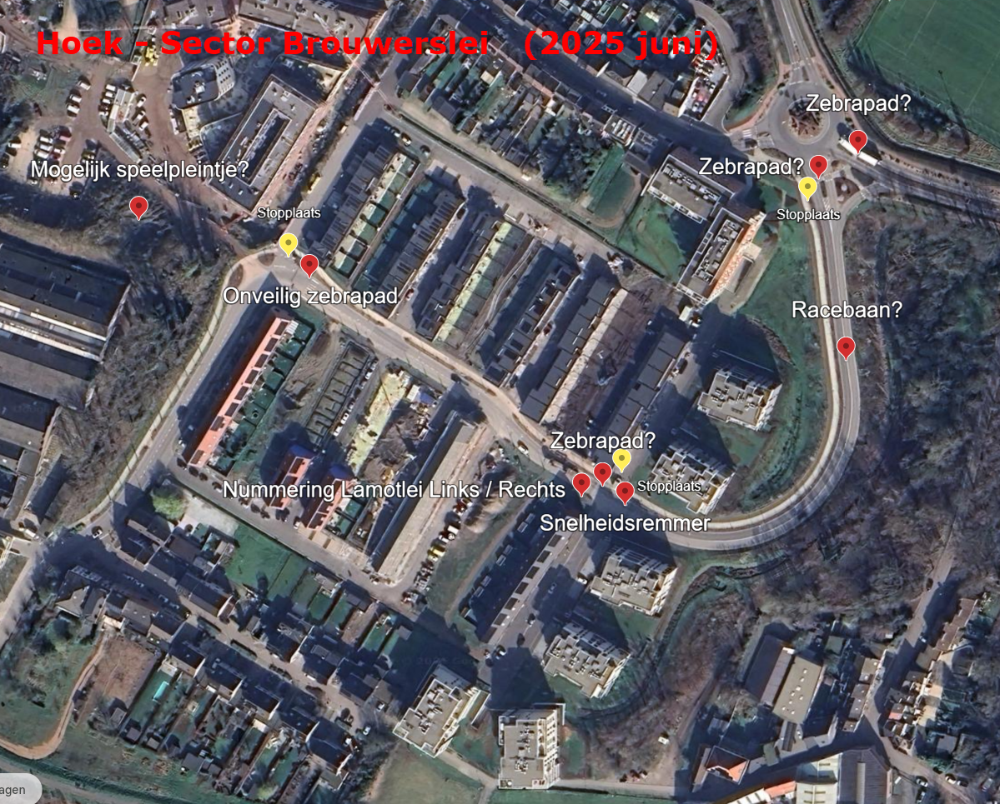 Hoek - Sector Brouwerslei (2025 juni)
Zebrapad?
Mogelijk speelpleintje?
Zebrapad?
Stopplaats
Stopplaats
Onveilig zebrapad
Racebaan?
Zebrapad?
Nummering Lamotlei Links / Rechts
Stopplaats
Snelheidsremmer
agen